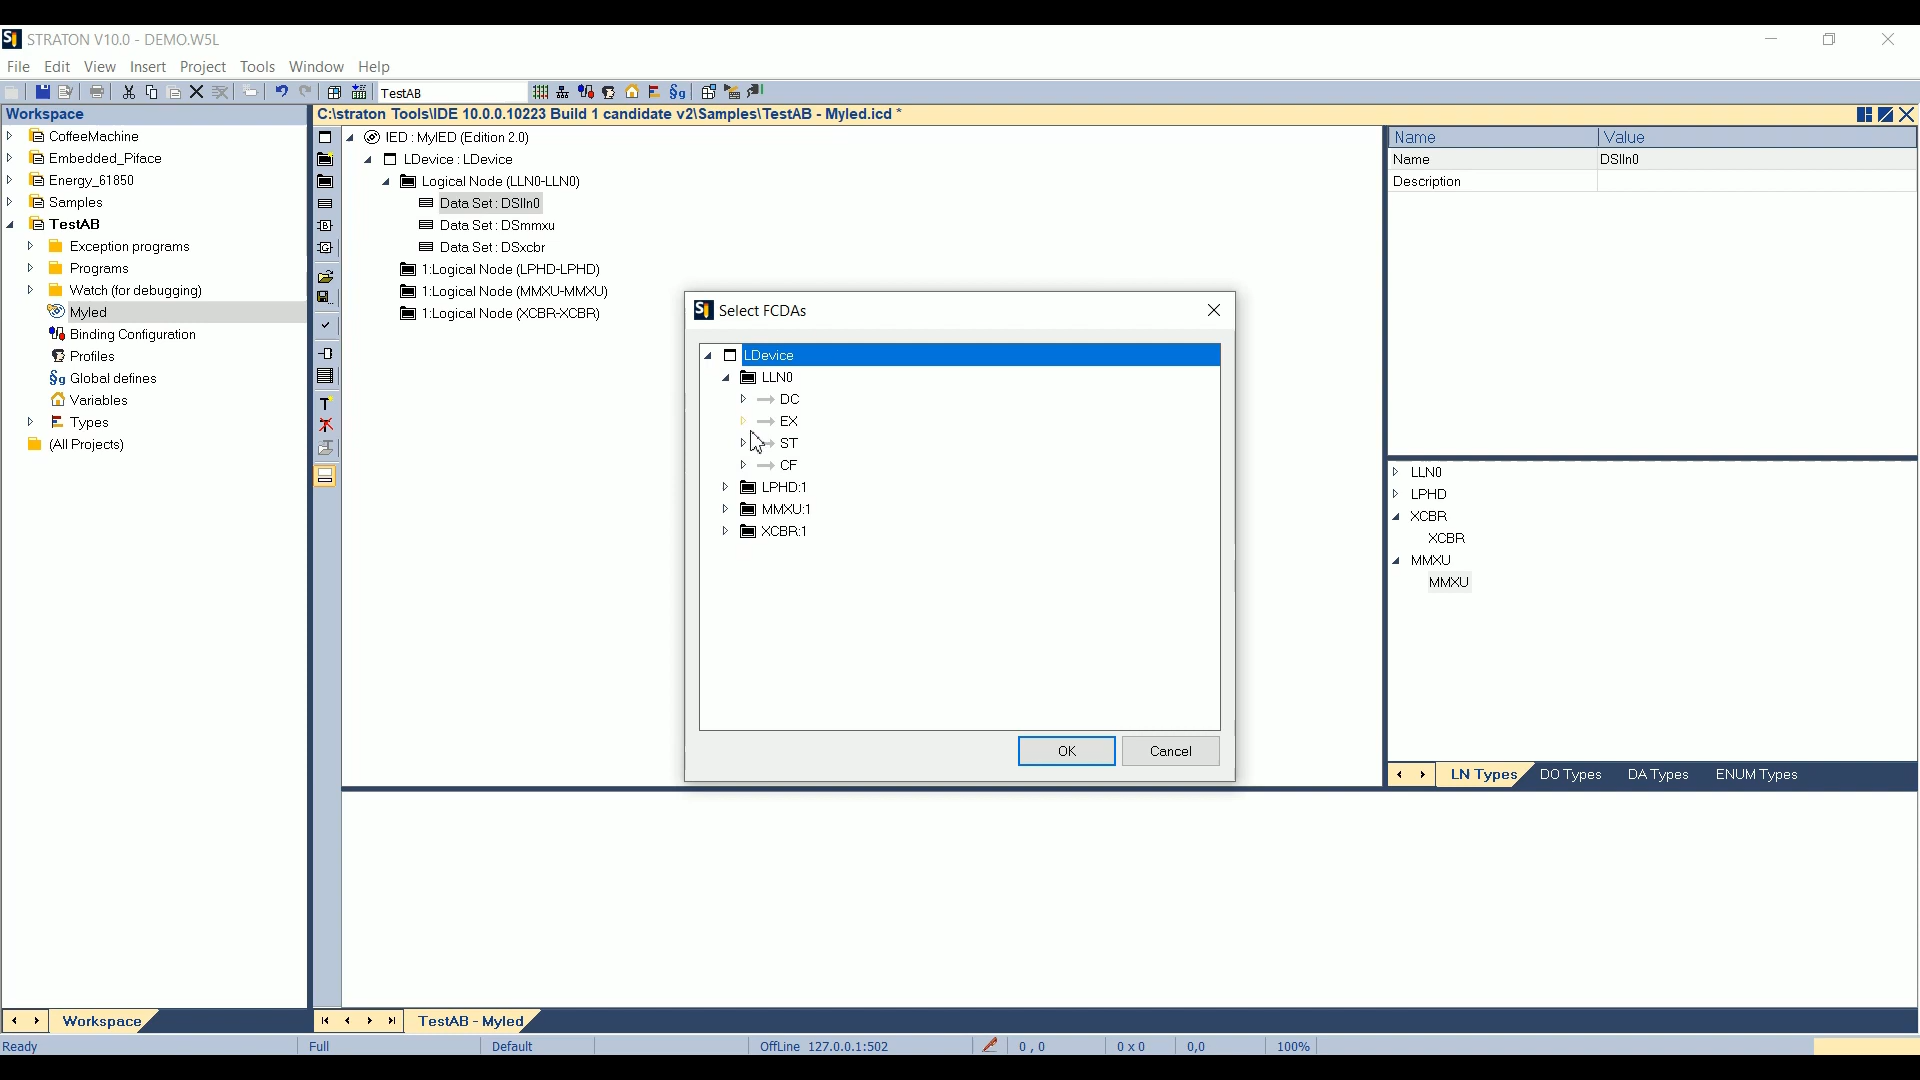 STRATON V10.0 - DEMO.W5L
File Edit View Insert Project Tools Window Help
TestAB
Workspace
CoffeeMachine
Embedded_Piface
Energy_61850
Samples
TestAB
Exception programs
Programs
Watch (for debugging)
MyIed
Binding Configuration
Profiles
Global defines
Variables
Types
(All Projects)
C:\straton Tools\IDE 10.0.0.10223 Build 1 candidate v2\Samples\TestAB - MyIed.icd *
IED : MyIED (Edition 2.0)
LDevice : LDevice
Logical Node (LLN0-LLN0)
Data Set : DSlln0
Data Set : DSmmxu
Data Set : DSxcbr
1:Logical Node (LPHD-LPHD)
1:Logical Node (MMXU-MMXU)
1:Logical Node (XCBR-XCBR)
Select FCDAs
LDevice
LLN0
DC
EX
ST
CF
LPHD:1
MMXU:1
XCBR:1
OK Cancel
Name Value
Name DSlln0
Description
LLN0
LPHD
XCBR
XCBR
MMXU
MMXU
LN Types DO Types DA Types ENUM Types
Workspace
TestAB - MyIed
Ready Full Default OffLine 127.0.0.1:502 0 , 0 0 x 0 0,0 100%